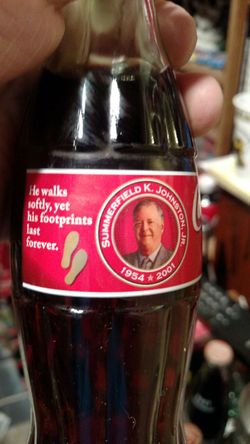 He walks
softly, yet
his footprints
last
forever.
SUMMERFIELD K. JOHNSTON, JR.
1954 ★ 2001